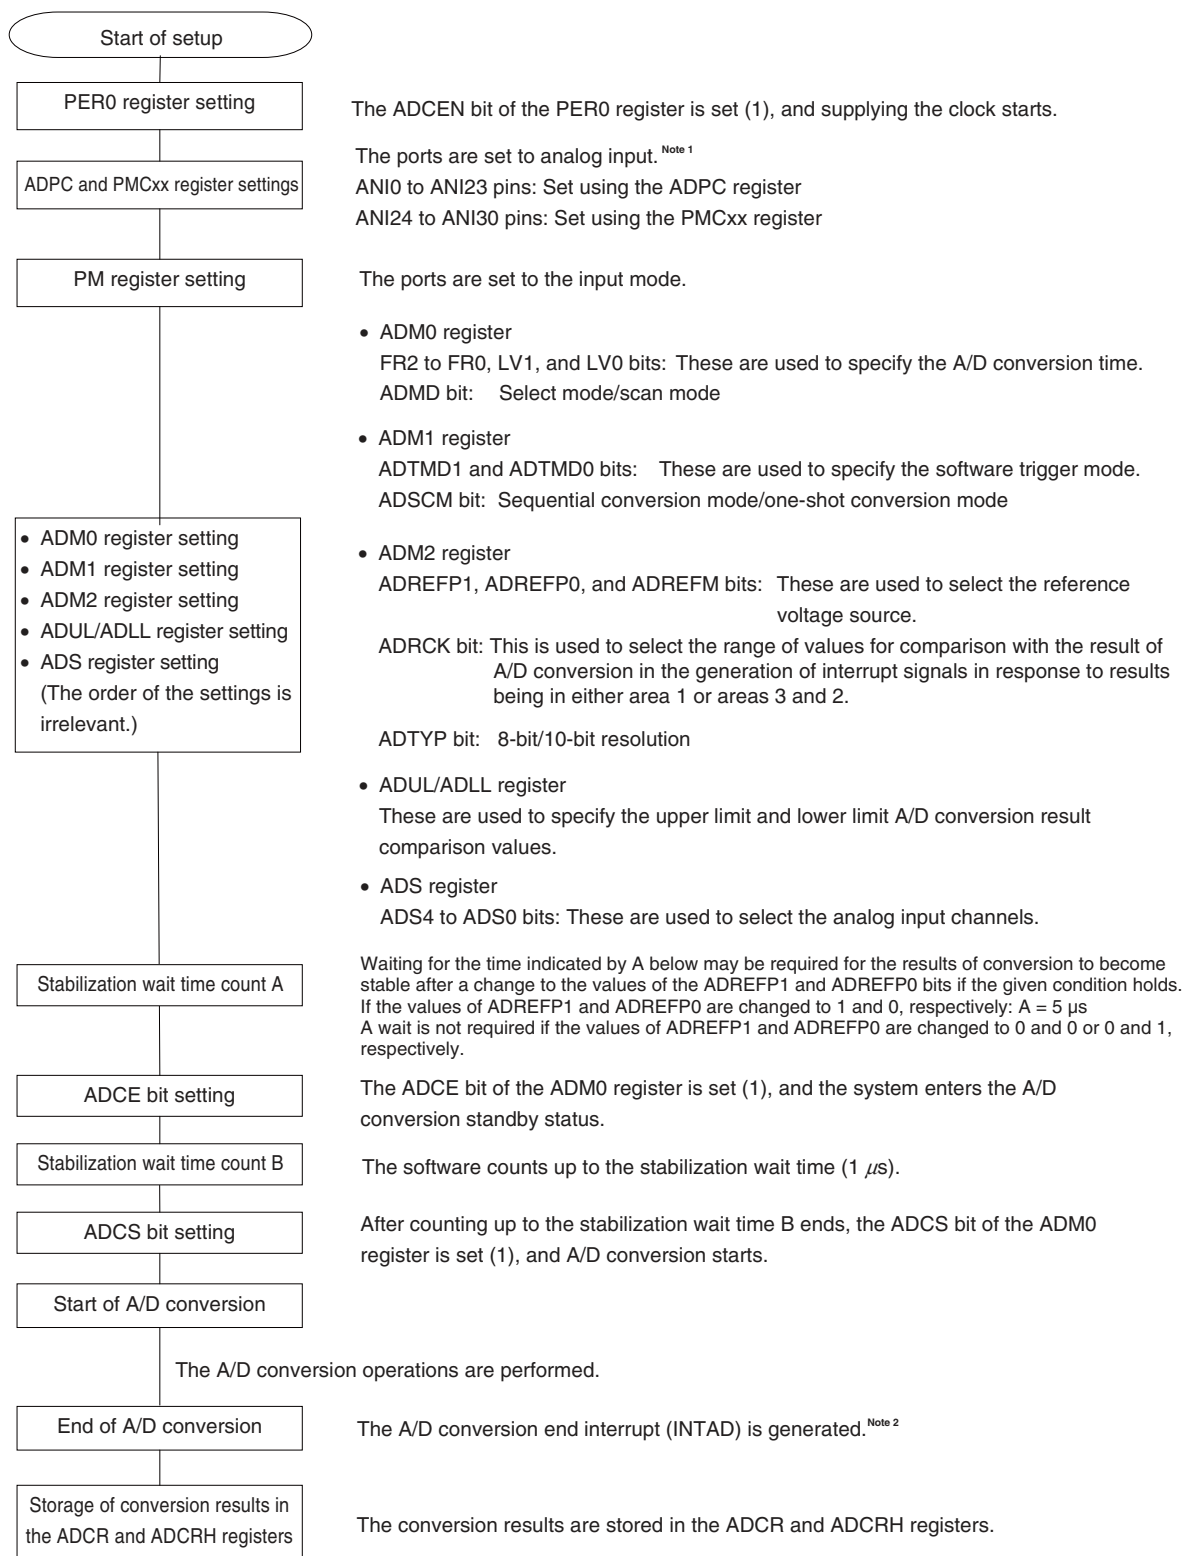 Start of setup
PER0 register setting
The ADCEN bit of the PER0 register is set (1), and supplying the clock starts.
ADPC and PMCxx register settings
The ports are set to analog input. Note 1
ANI0 to ANI23 pins: Set using the ADPC register
ANI24 to ANI30 pins: Set using the PMCxx register
PM register setting
The ports are set to the input mode.
• ADM0 register setting
• ADM1 register setting
• ADM2 register setting
• ADUL/ADLL register setting
• ADS register setting
(The order of the settings is
irrelevant.)
• ADM0 register
FR2 to FR0, LV1, and LV0 bits: These are used to specify the A/D conversion time.
ADMD bit: Select mode/scan mode
• ADM1 register
ADTMD1 and ADTMD0 bits: These are used to specify the software trigger mode.
ADSCM bit: Sequential conversion mode/one-shot conversion mode
• ADM2 register
ADREFP1, ADREFP0, and ADREFM bits: These are used to select the reference
voltage source.
ADRCK bit: This is used to select the range of values for comparison with the result of
A/D conversion in the generation of interrupt signals in response to results
being in either area 1 or areas 3 and 2.
ADTYP bit: 8-bit/10-bit resolution
• ADUL/ADLL register
These are used to specify the upper limit and lower limit A/D conversion result
comparison values.
• ADS register
ADS4 to ADS0 bits: These are used to select the analog input channels.
Stabilization wait time count A
Waiting for the time indicated by A below may be required for the results of conversion to become
stable after a change to the values of the ADREFP1 and ADREFP0 bits if the given condition holds.
If the values of ADREFP1 and ADREFP0 are changed to 1 and 0, respectively: A = 5 µs
A wait is not required if the values of ADREFP1 and ADREFP0 are changed to 0 and 0 or 0 and 1,
respectively.
ADCE bit setting
The ADCE bit of the ADM0 register is set (1), and the system enters the A/D
conversion standby status.
Stabilization wait time count B
The software counts up to the stabilization wait time (1 µs).
ADCS bit setting
After counting up to the stabilization wait time B ends, the ADCS bit of the ADM0
register is set (1), and A/D conversion starts.
Start of A/D conversion
The A/D conversion operations are performed.
End of A/D conversion
The A/D conversion end interrupt (INTAD) is generated. Note 2
Storage of conversion results in
the ADCR and ADCRH registers
The conversion results are stored in the ADCR and ADCRH registers.